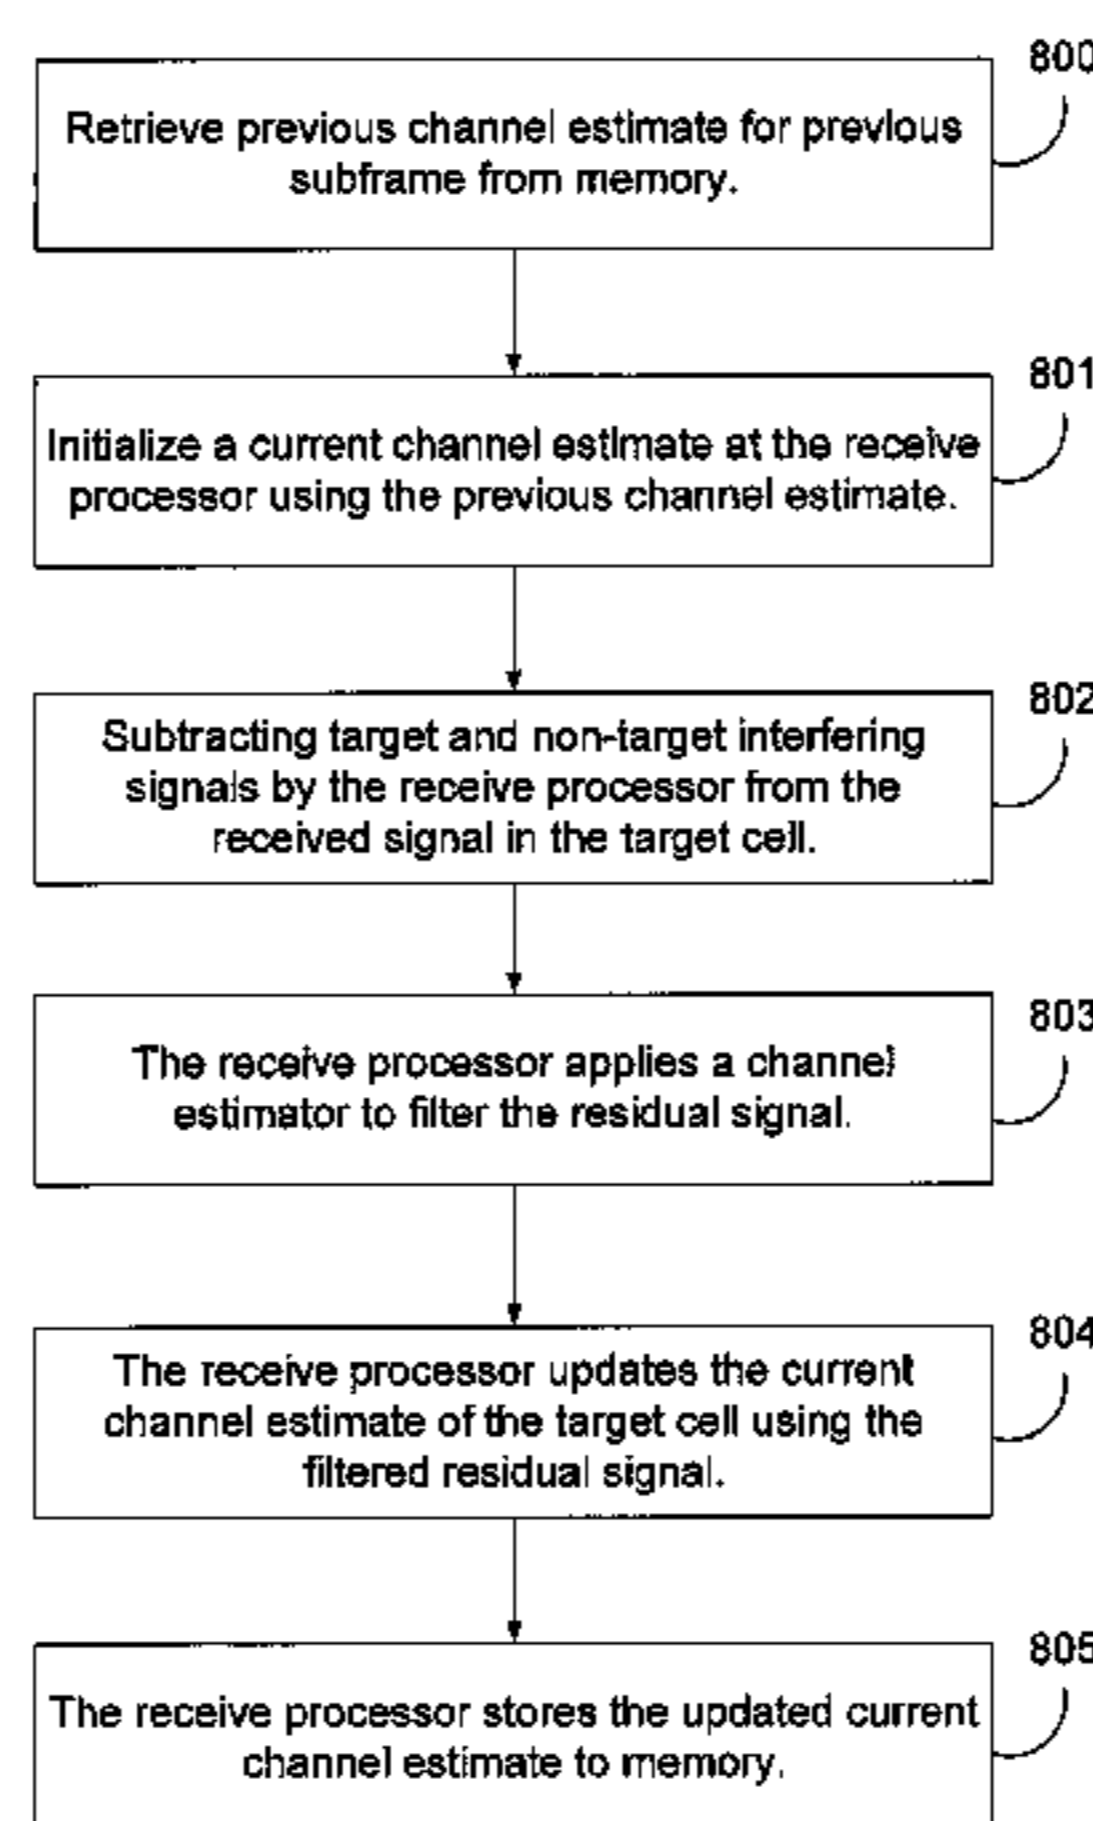 800
Retrieve previous channel estimate for previous
subframe from memory.
801
Initialize a current channel estimate at the receive
processor using the previous channel estimate.
802
Subtracting target and non-target interfering
signals by the receive processor from the
received signal in the target cell.
803
The receive processor applies a channel
estimator to filter the residual signal.
804
The receive processor updates the current
channel estimate of the target cell using the
filtered residual signal.
805
The receive processor stores the updated current
channel estimate to memory.